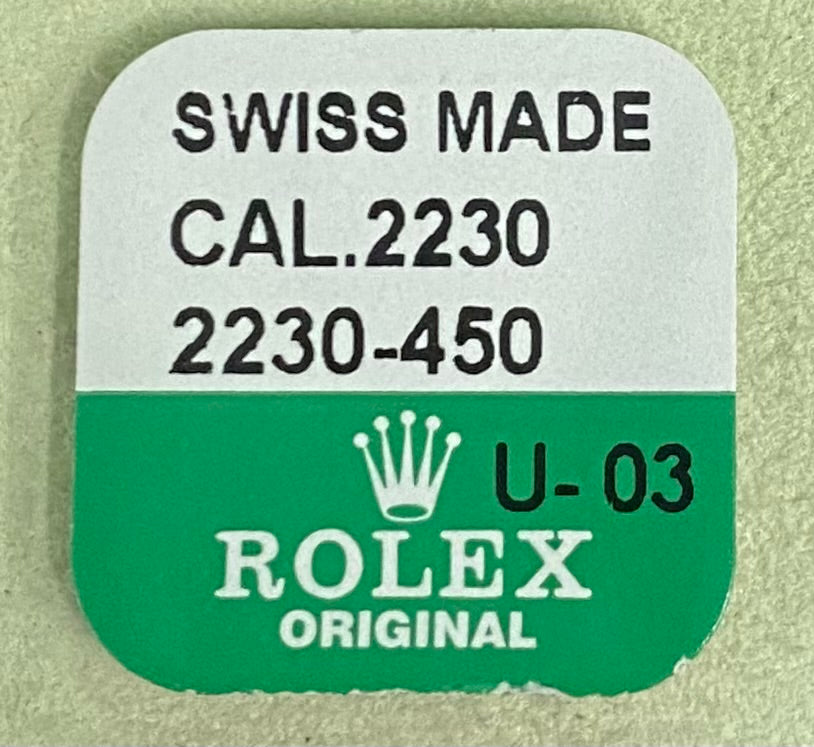 SWISS MADE
CAL.2230
2230-450
U- 03
ROLEX
ORIGINAL